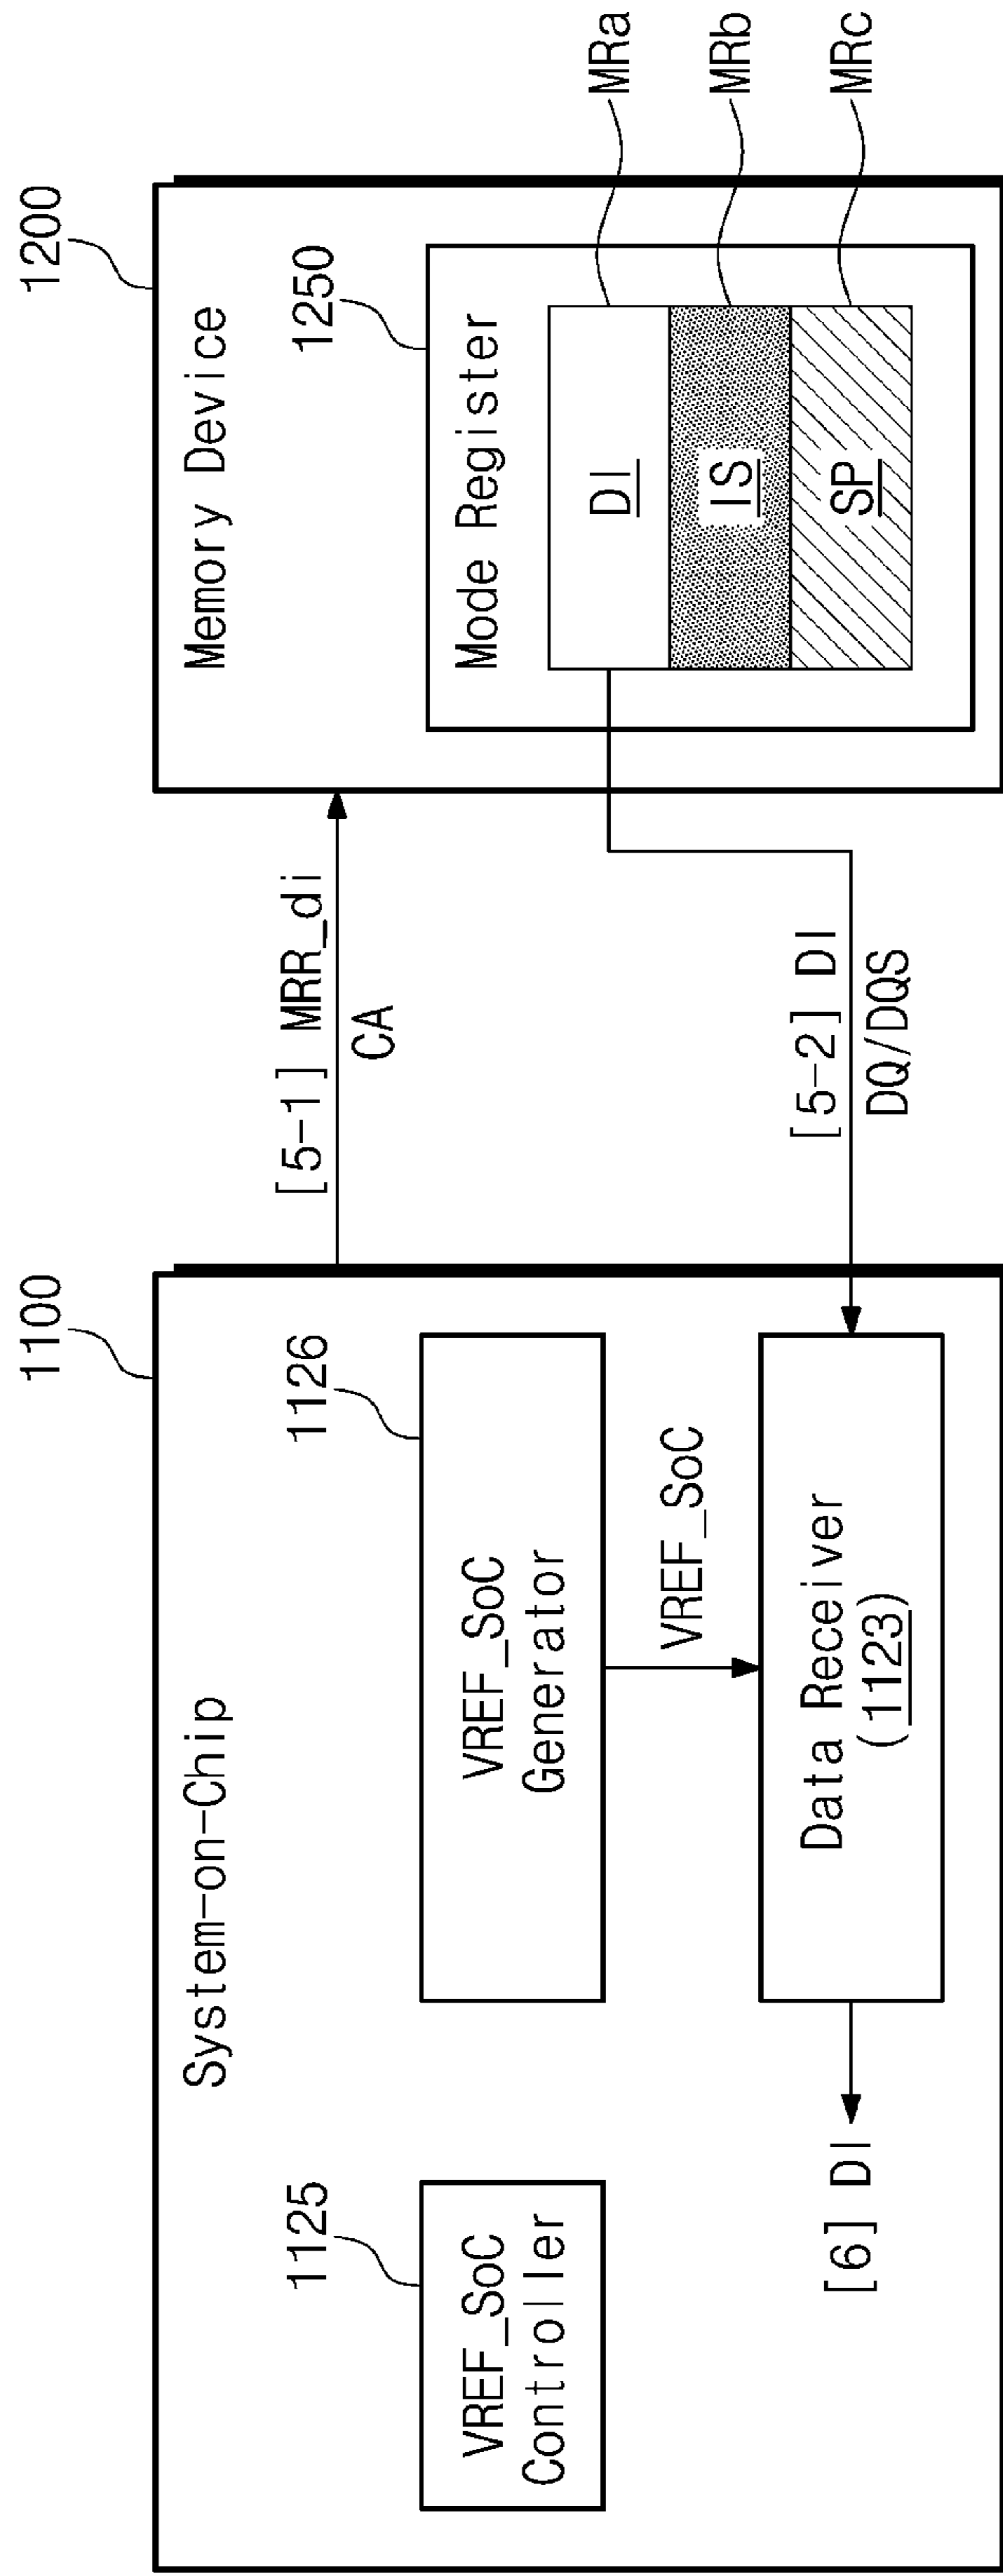 1100
System-on-Chip
1125
VREF_SoC
Controller
1126
VREF_SoC
Generator
VREF_SoC
Data Receiver
(1123)
[6] DI
[5-1] MRR_di
CA
[5-2] DI
DQ/DQS
1200
Memory Device
1250
Mode Register
DI
IS
SP
MRa
MRb
MRc